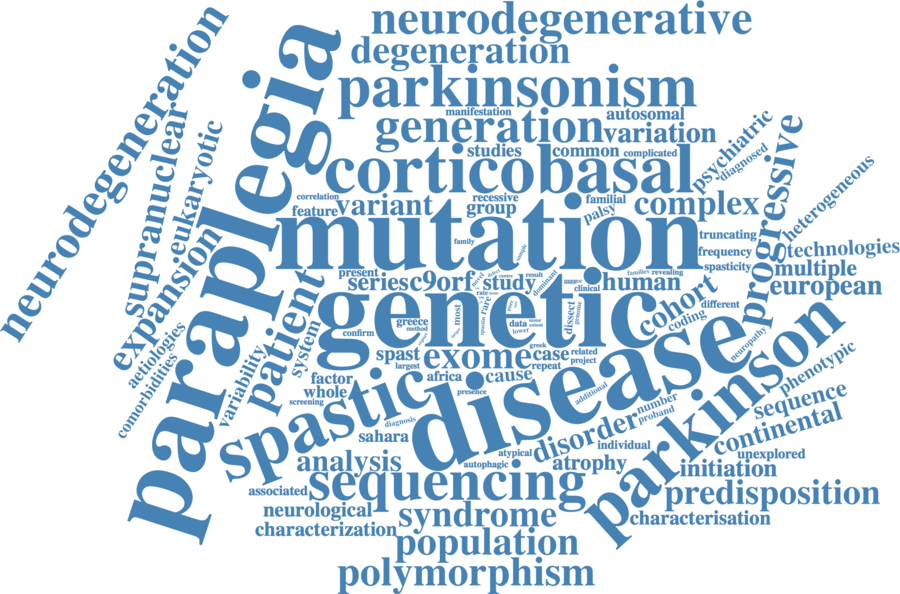 neurodegenerative
degeneration
neurodegeneration
parkinsonism
manifestation
autosomal
generation
variation
studies
common
complicated
psychiatric
diagnosed
supranuclear
eukaryotic
paraplegia
corticobasal
progressive
heterogeneous
correlation
recessive
familial
feature
variant
group
palsy
complex
mutation
truncating
family
frequency
technologies
expansion
present
seriesc9orf
study
result
dominant
families
revealing
spasticity
multiple
clinical
human
european
genetic
cohort
different
coding
rare
most
data
dissect
genome
greece
method
confirm
system
patient
aetiologies
comorbidities
variability
spast
exome
case
related
largest
repeat
project
greek
lower
disease
neuropathy
parkinson
phenotypic
factor
africa
cause
whole
screening
presence
additional
spastic
diagnosis
sahara
number
proband
disorder
sequence
continental
individual
atypical
unexplored
analysis
autophagic
atrophy
initiation
associated
sequencing
predisposition
neurological
syndrome
characterisation
characterization
population
polymorphism